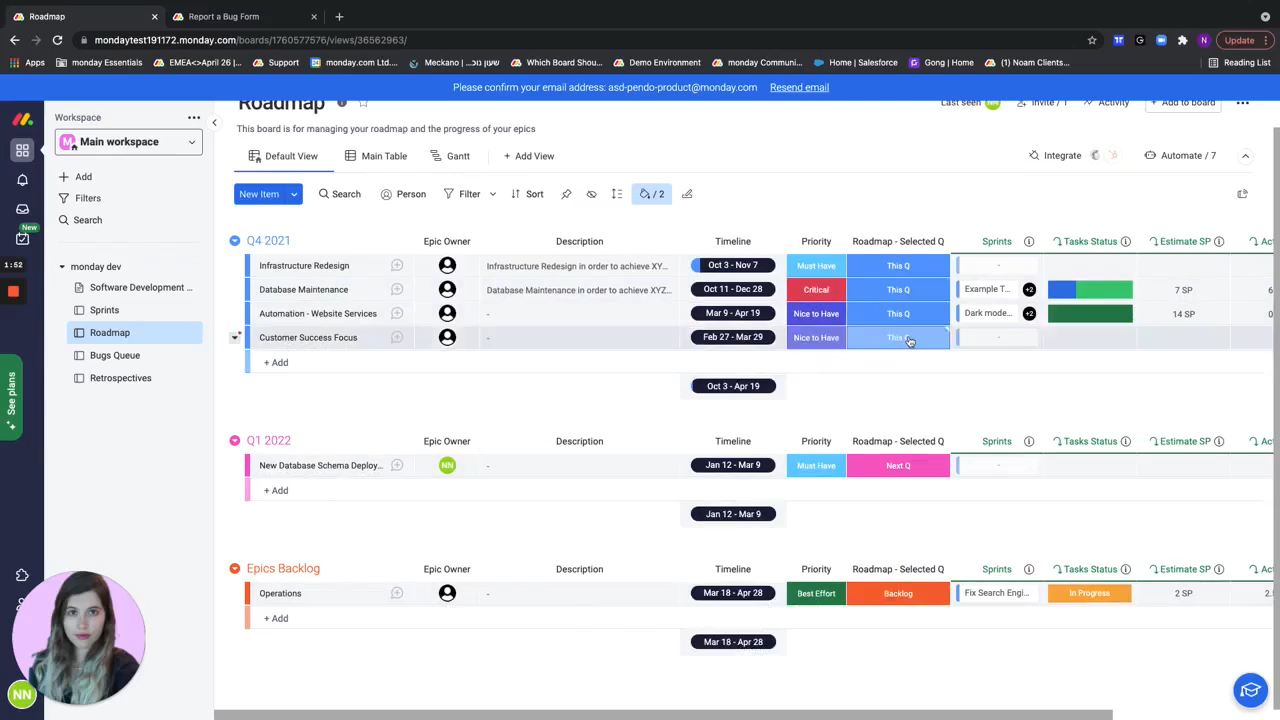 Roadmap
Report a Bug Form
mondaytest191172.monday.com/boards/1760577576/views/36562963/
N
Update
Apps
monday Essentials
EMEA<>April 26 |...
Support
monday.com Ltd....
Meckano |
Which Board Shou...
Demo Environment
monday Communi...
Home | Salesforce
Gong | Home
(1) Noam Clients...
Reading List
Please confirm your email address: asd-pendo-product@monday.com Resend email
Workspace
M
Main workspace
Add
Filters
Search
New
1:52
monday dev
Software Development ...
Sprints
Roadmap
Bugs Queue
Retrospectives
See plans
NN
Roadmap
Last seen
Invite / 1
Activity
Add to board
This board is for managing your roadmap and the progress of your epics
Default View
Main Table
Gantt
+ Add View
Integrate
Automate / 7
New Item
Search
Person
Filter
Sort
/ 2
Q4 2021 Epic Owner Description Timeline Priority Roadmap - Selected Q Sprints Tasks Status Estimate SP
Infrastructure Redesign Infrastructure Redesign in order to achieve XY... Oct 3 - Nov 7 Must Have This Q -
Database Maintenance Database Maintenance in order to achieve XYZ... Oct 11 - Dec 28 Critical This Q Example T... +2 7 SP
Automation - Website Services - Mar 9 - Apr 19 Nice to Have This Q Dark mode... +2 14 SP
Customer Success Focus - Feb 27 - Mar 29 Nice to Have This Q -
+ Add
Oct 3 - Apr 19
Q1 2022 Epic Owner Description Timeline Priority Roadmap - Selected Q Sprints Tasks Status Estimate SP
New Database Schema Deploy... NN - Jan 12 - Mar 9 Must Have Next Q -
+ Add
Jan 12 - Mar 9
Epics Backlog Epic Owner Description Timeline Priority Roadmap - Selected Q Sprints Tasks Status Estimate SP
Operations - Mar 18 - Apr 28 Best Effort Backlog Fix Search Engi... In Progress 2 SP
+ Add
Mar 18 - Apr 28